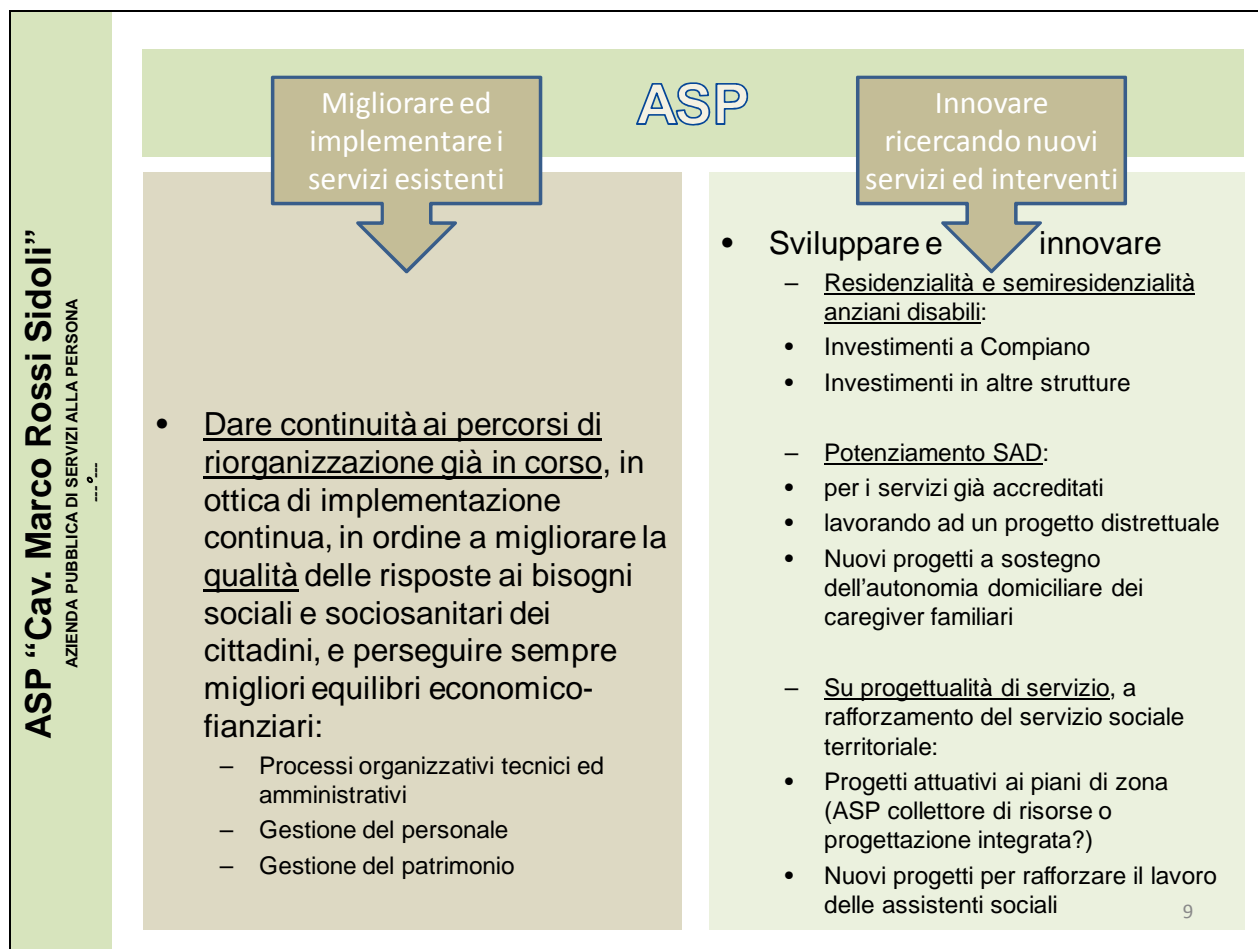 ASP “Cav. Marco Rossi Sidoli”
AZIENDA PUBBLICA DI SERVIZI ALLA PERSONA
---°---
ASP
Migliorare ed
implementare i
servizi esistenti
• Dare continuità ai percorsi di
riorganizzazione già in corso, in
ottica di implementazione
continua, in ordine a migliorare la
qualità delle risposte ai bisogni
sociali e sociosanitari dei
cittadini, e perseguire sempre
migliori equilibri economico-
fianziari:
– Processi organizzativi tecnici ed
amministrativi
– Gestione del personale
– Gestione del patrimonio
Innovare
ricercando nuovi
servizi ed interventi
• Sviluppare e innovare
– Residenzialità e semiresidenzialità
anziani disabili:
• Investimenti a Compiano
• Investimenti in altre strutture
– Potenziamento SAD:
• per i servizi già accreditati
• lavorando ad un progetto distrettuale
• Nuovi progetti a sostegno
dell’autonomia domiciliare dei
caregiver familiari
– Su progettualità di servizio, a
rafforzamento del servizio sociale
territoriale:
• Progetti attuativi ai piani di zona
(ASP collettore di risorse o
progettazione integrata?)
• Nuovi progetti per rafforzare il lavoro
delle assistenti sociali
9